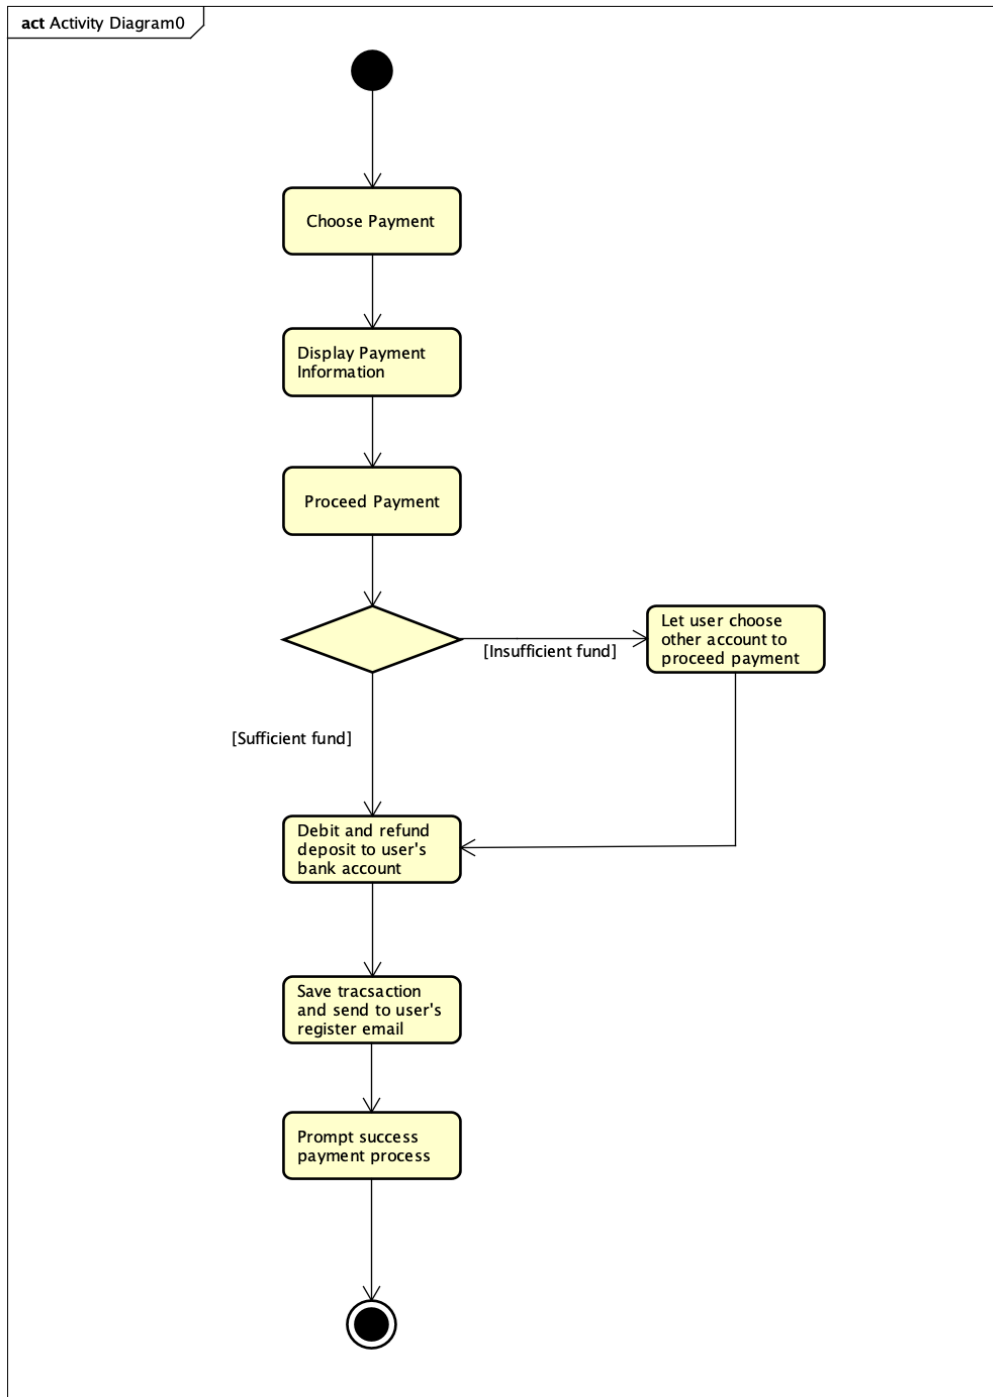 act Activity Diagram0
Choose Payment
Display Payment
Information
Proceed Payment
Let user choose
other account to
proceed payment
[Insufficient fund]
[Sufficient fund]
Debit and refund
deposit to user's
bank account
Save tracsaction
and send to user's
register email
Prompt success
payment process